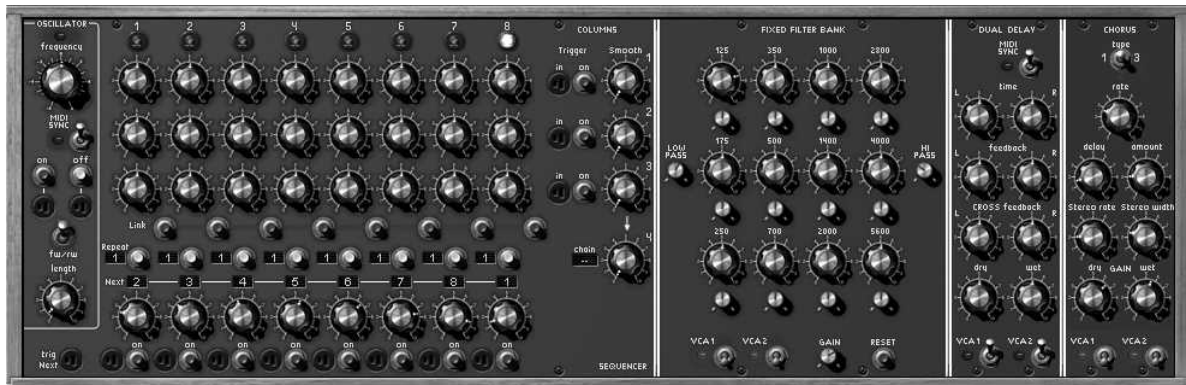 OSCILLATOR
frequency
MIDI SYNC
on off
fw/rw
length
trig Next
1 2 3 4 5 6 7 8
Link
Repeat 1 1 1 1 1 1 1 1
Next 2 3 4 5 6 7 8 1
on on on on on on on on
COLUMNS
Trigger Smooth
in on 1
in on 2
in on 3
chain -- 4
SEQUENCER
FIXED FILTER BANK
125 350 1000 2800
LOW PASS
175 500 1400 4000
HI PASS
250 700 2000 5600
VCA1 VCA2 GAIN RESET
DUAL DELAY
MIDI SYNC
L time R
L feedback R
L CROSS feedback R
dry wet
VCA1 VCA2
CHORUS
type
1 3
rate
delay amount
Stereo rate Stereo width
dry GAIN wet
VCA1 VCA2